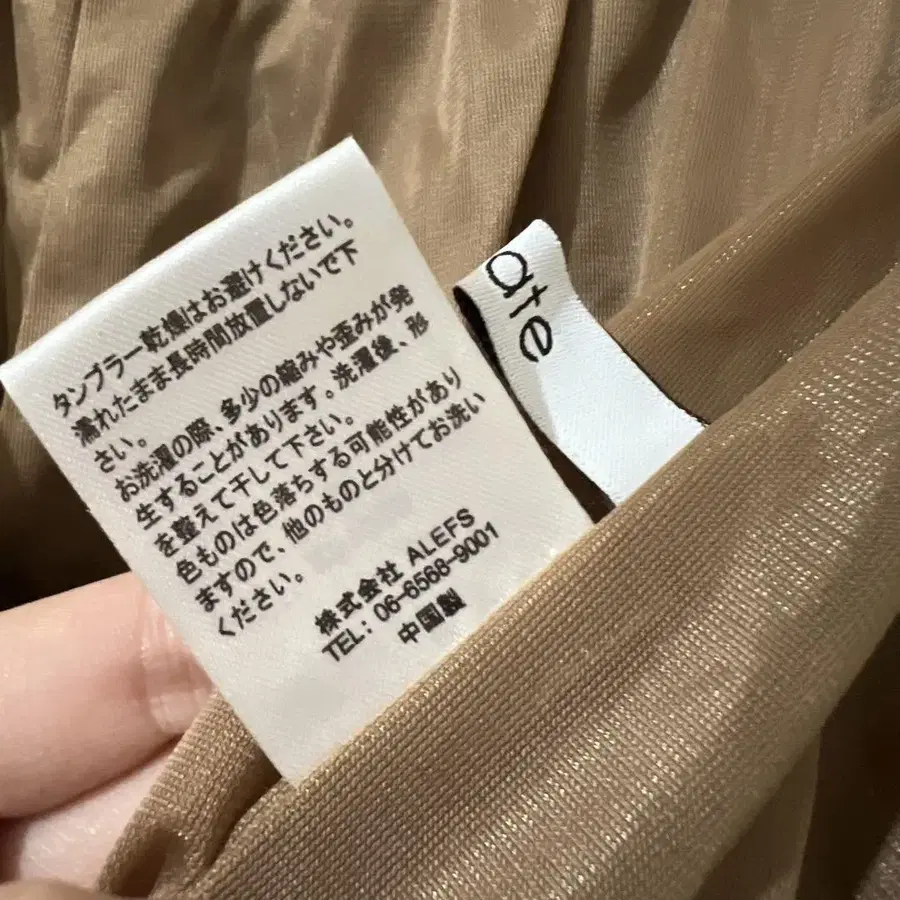 タンブラー乾燥はお避けください。
濡れたまま長時間放置しないで下
さい。
お洗濯の際、多少の縮みや歪みが発
生することがあります。洗濯後、形
を整えて干して下さい。
色ものは色落ちする可能性があり
ますので、他のものと分けてお洗い
ください。
株式会社 ALEFS
TEL: 06-6568-9001
中国製
ate